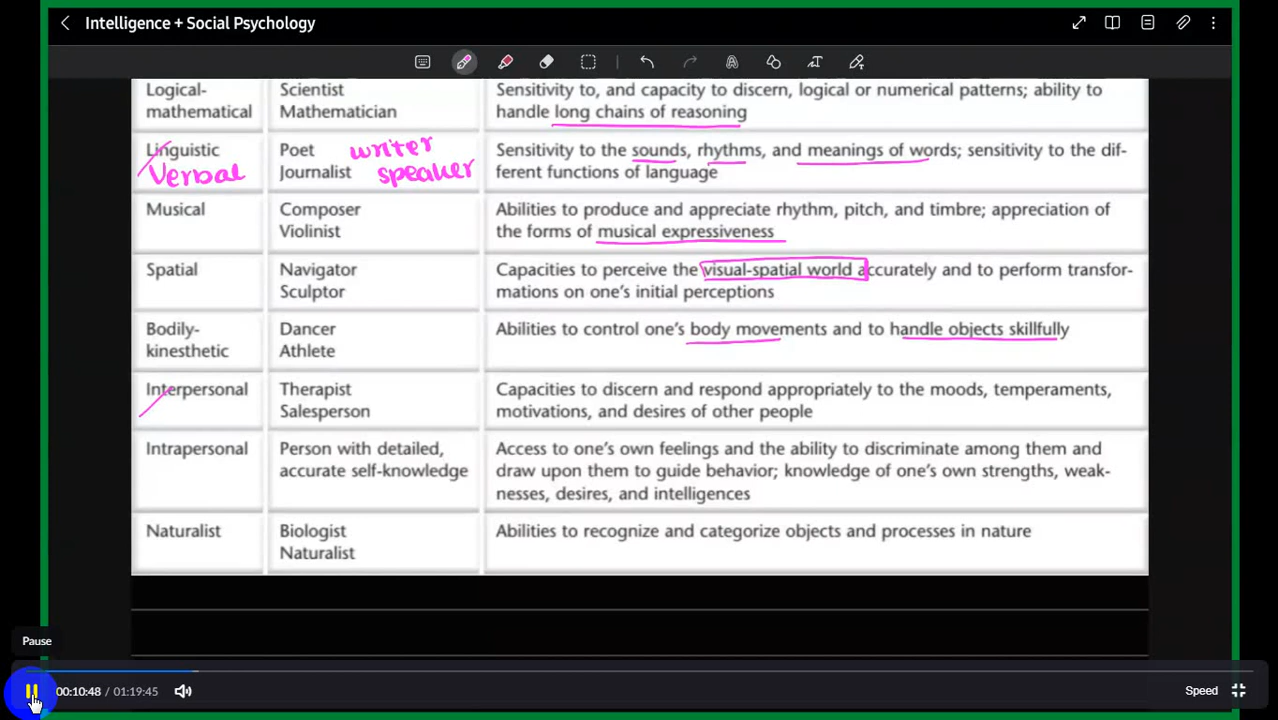 Intelligence + Social Psychology
Logical-
mathematical
Scientist
Mathematician
Sensitivity to, and capacity to discern, logical or numerical patterns; ability to
handle long chains of reasoning
Linguistic
Verbal
Poet
Journalist
writer
speaker
Sensitivity to the sounds, rhythms, and meanings of words; sensitivity to the dif-
ferent functions of language
Musical
Composer
Violinist
Abilities to produce and appreciate rhythm, pitch, and timbre; appreciation of
the forms of musical expressiveness
Spatial
Navigator
Sculptor
Capacities to perceive the visual-spatial world accurately and to perform transfor-
mations on one's initial perceptions
Bodily-
kinesthetic
Dancer
Athlete
Abilities to control one's body movements and to handle objects skillfully
Interpersonal
Therapist
Salesperson
Capacities to discern and respond appropriately to the moods, temperaments,
motivations, and desires of other people
Intrapersonal
Person with detailed,
accurate self-knowledge
Access to one's own feelings and the ability to discriminate among them and
draw upon them to guide behavior; knowledge of one's own strengths, weak-
nesses, desires, and intelligences
Naturalist
Biologist
Naturalist
Abilities to recognize and categorize objects and processes in nature
Pause
00:10:48 / 01:19:45
Speed